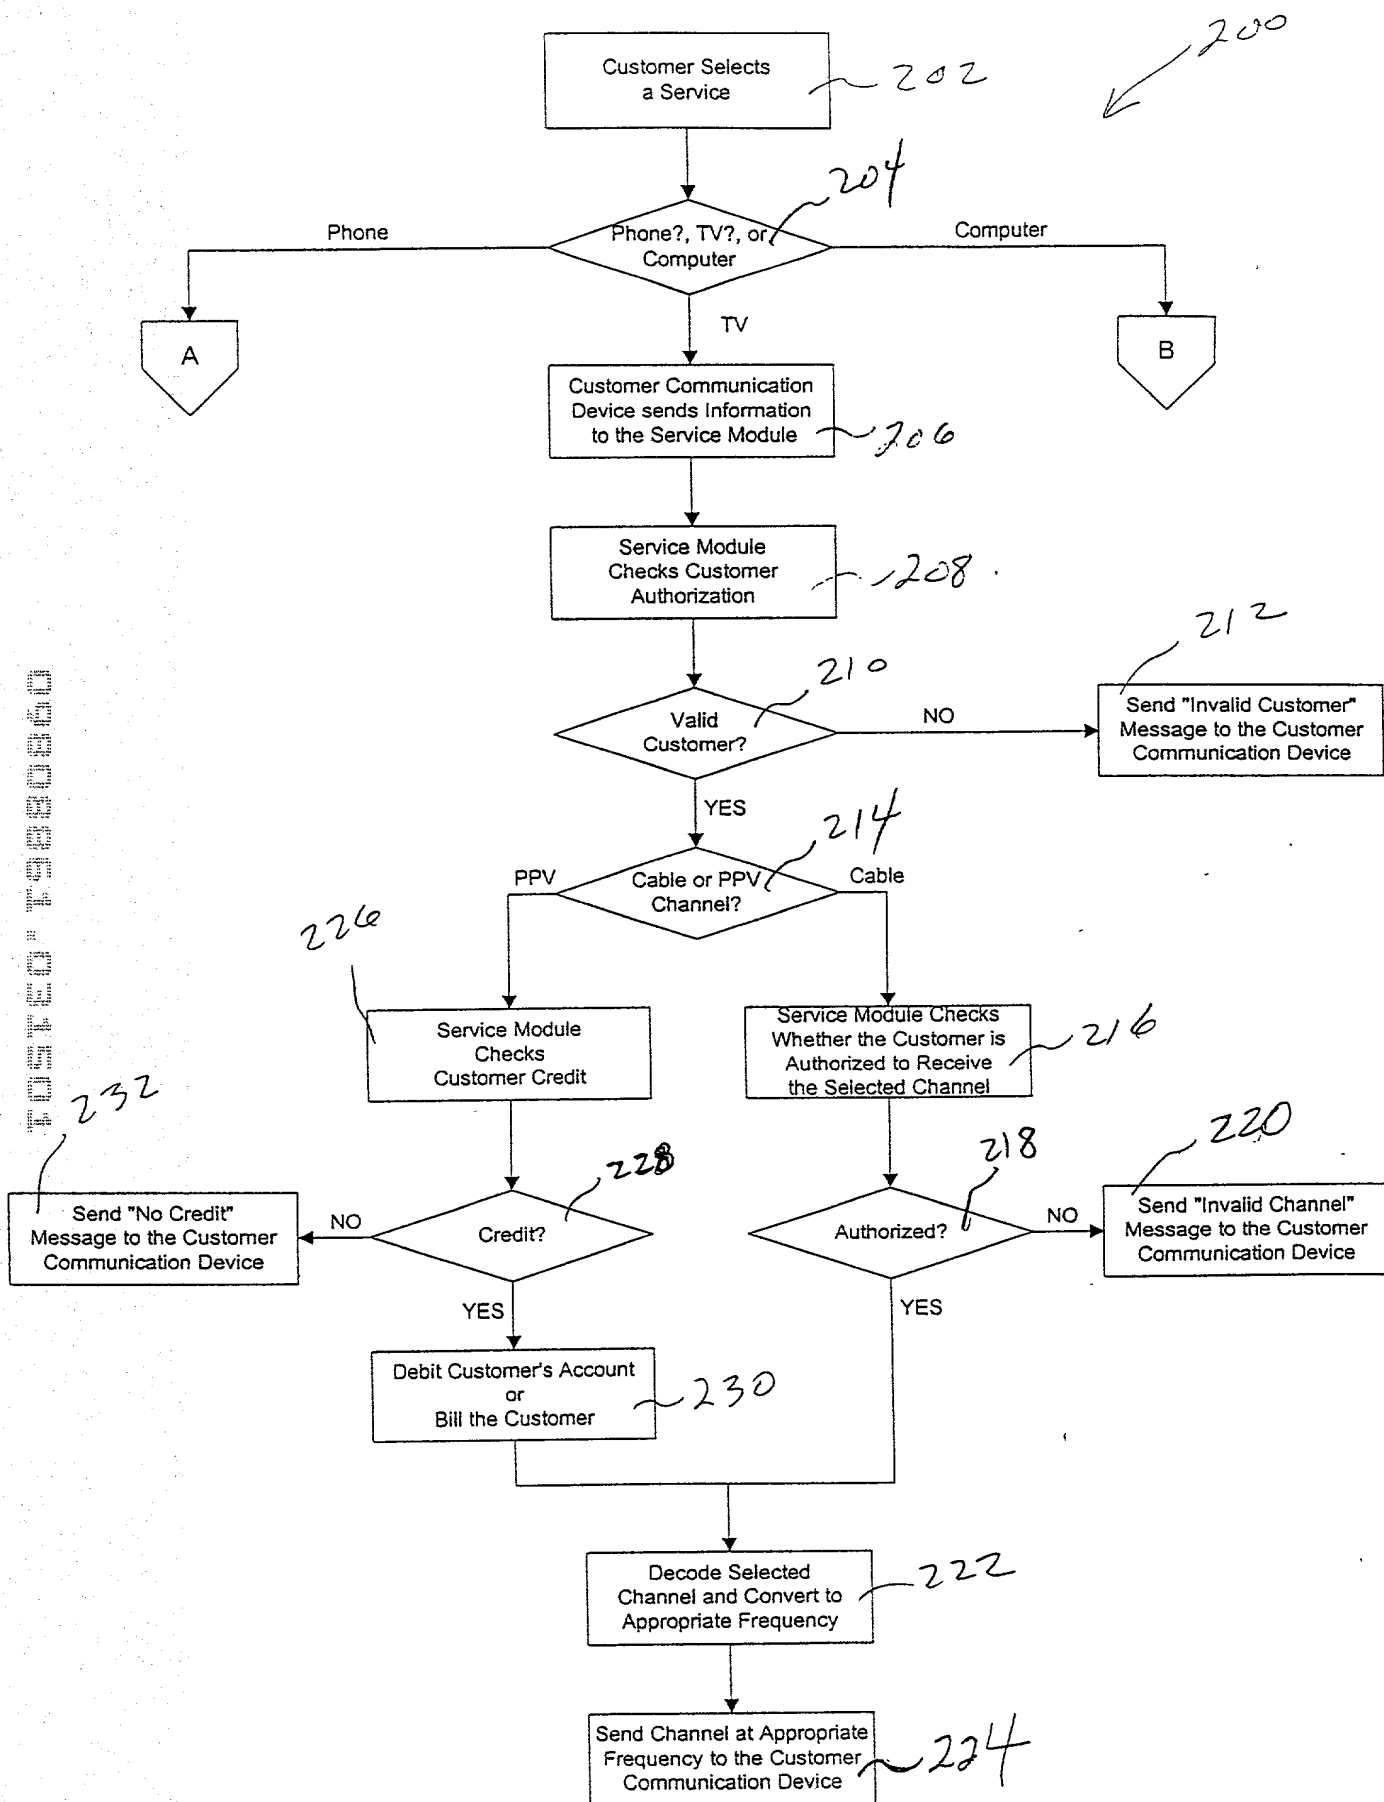 200
Customer Selects
a Service
202
204
Phone
Phone?, TV?, or
Computer
Computer
TV
A
B
Customer Communication
Device sends Information
to the Service Module
206
Service Module
Checks Customer
Authorization
208
210
212
Valid
Customer?
NO
Send "Invalid Customer"
Message to the Customer
Communication Device
YES
214
PPV
Cable or PPV
Channel?
Cable
226
Service Module
Checks
Customer Credit
Service Module Checks
Whether the Customer is
Authorized to Receive
the Selected Channel
216
232
228
218
220
Send "No Credit"
Message to the Customer
Communication Device
NO
Credit?
Authorized?
NO
Send "Invalid Channel"
Message to the Customer
Communication Device
YES
YES
Debit Customer's Account
or
Bill the Customer
230
Decode Selected
Channel and Convert to
Appropriate Frequency
222
Send Channel at Appropriate
Frequency to the Customer
Communication Device
224
09808861.031501